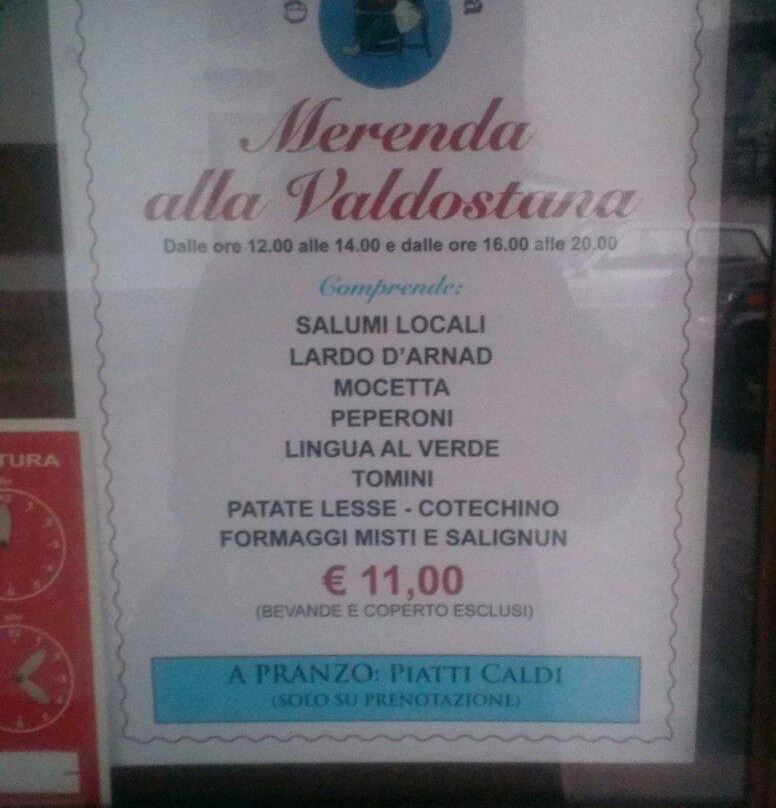 Merenda
alla Valdostana
Dalle ore 12.00 alle 14.00 e dalle ore 16.00 alle 20.00
Comprende:
SALUMI LOCALI
LARDO D'ARNAD
MOCETTA
PEPERONI
LINGUA AL VERDE
TOMINI
PATATE LESSE - COTECHINO
FORMAGGI MISTI E SALIGNUN
€ 11,00
(BEVANDE E COPERTO ESCLUSI)
A PRANZO: PIATTI CALDI
(SOLO SU PRENOTAZIONE)
TURA